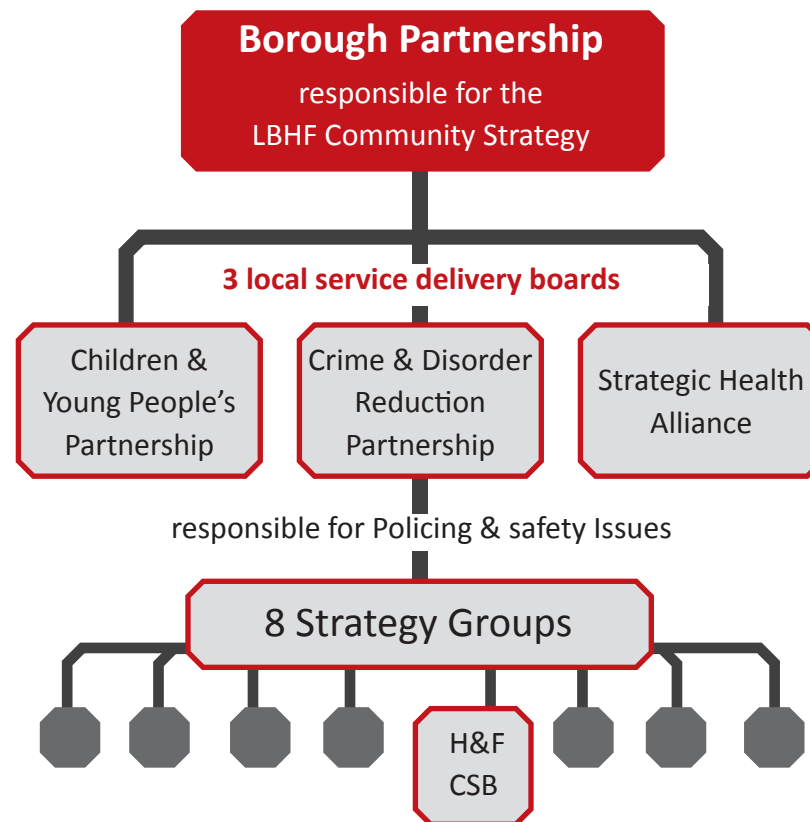 Borough Partnership
responsible for the
LBHF Community Strategy
3 local service delivery boards
Children &
Young People’s
Partnership
Crime & Disorder
Reduction
Partnership
Strategic Health
Alliance
responsible for Policing & safety Issues
8 Strategy Groups
H&F
CSB